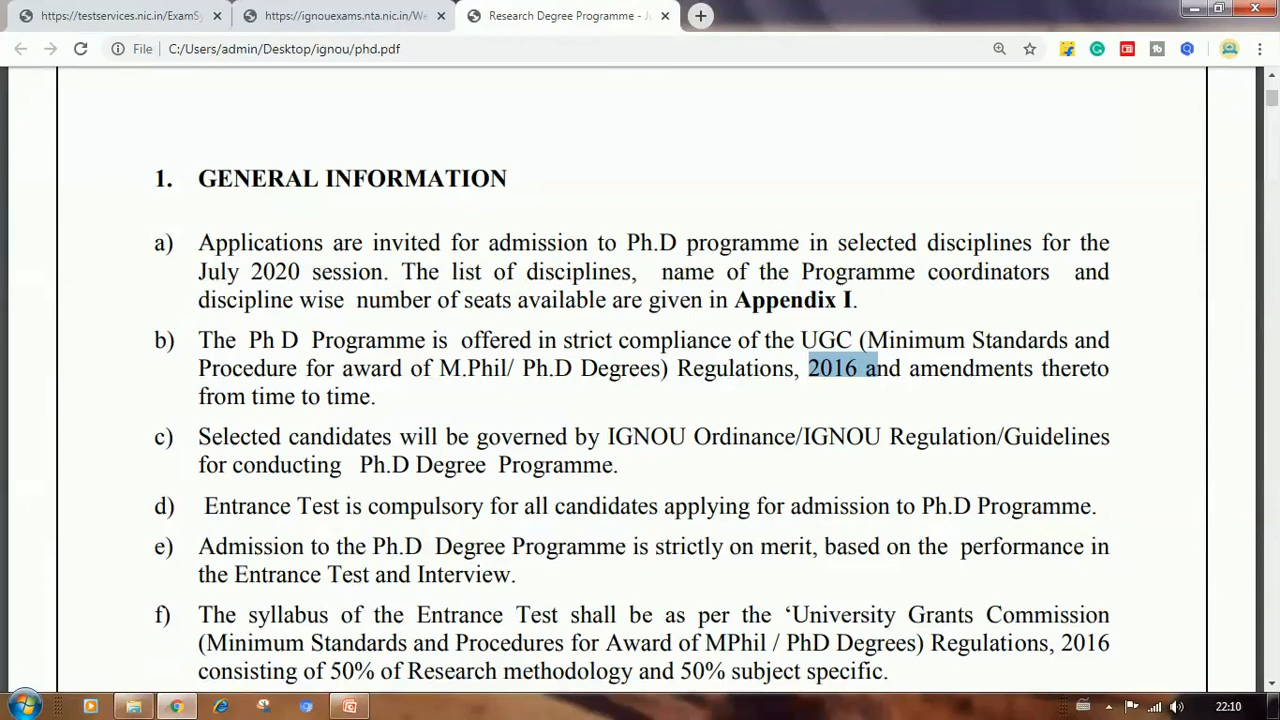 https://testservices.nic.in/ExamSy
https://ignouexams.nta.nic.in/We
Research Degree Programme - Ju
File C:/Users/admin/Desktop/ignou/phd.pdf
1. GENERAL INFORMATION
a) Applications are invited for admission to Ph.D programme in selected disciplines for the
July 2020 session. The list of disciplines, name of the Programme coordinators and
discipline wise number of seats available are given in Appendix I.
b) The Ph D Programme is offered in strict compliance of the UGC (Minimum Standards and
Procedure for award of M.Phil/ Ph.D Degrees) Regulations, 2016 and amendments thereto
from time to time.
c) Selected candidates will be governed by IGNOU Ordinance/IGNOU Regulation/Guidelines
for conducting Ph.D Degree Programme.
d) Entrance Test is compulsory for all candidates applying for admission to Ph.D Programme.
e) Admission to the Ph.D Degree Programme is strictly on merit, based on the performance in
the Entrance Test and Interview.
f) The syllabus of the Entrance Test shall be as per the ‘University Grants Commission
(Minimum Standards and Procedures for Award of MPhil / PhD Degrees) Regulations, 2016
consisting of 50% of Research methodology and 50% subject specific.
22:10